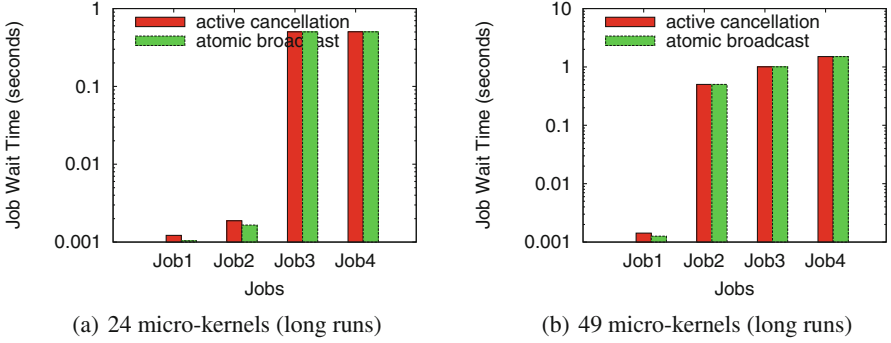 1
0.1
0.01
0.001
Job Wait Time (seconds)
active cancellation
atomic broadcast
Job1 Job2 Job3 Job4
Jobs
(a) 24 micro-kernels (long runs)
10
1
0.1
0.01
0.001
Job Wait Time (seconds)
active cancellation
atomic broadcast
Job1 Job2 Job3 Job4
Jobs
(b) 49 micro-kernels (long runs)